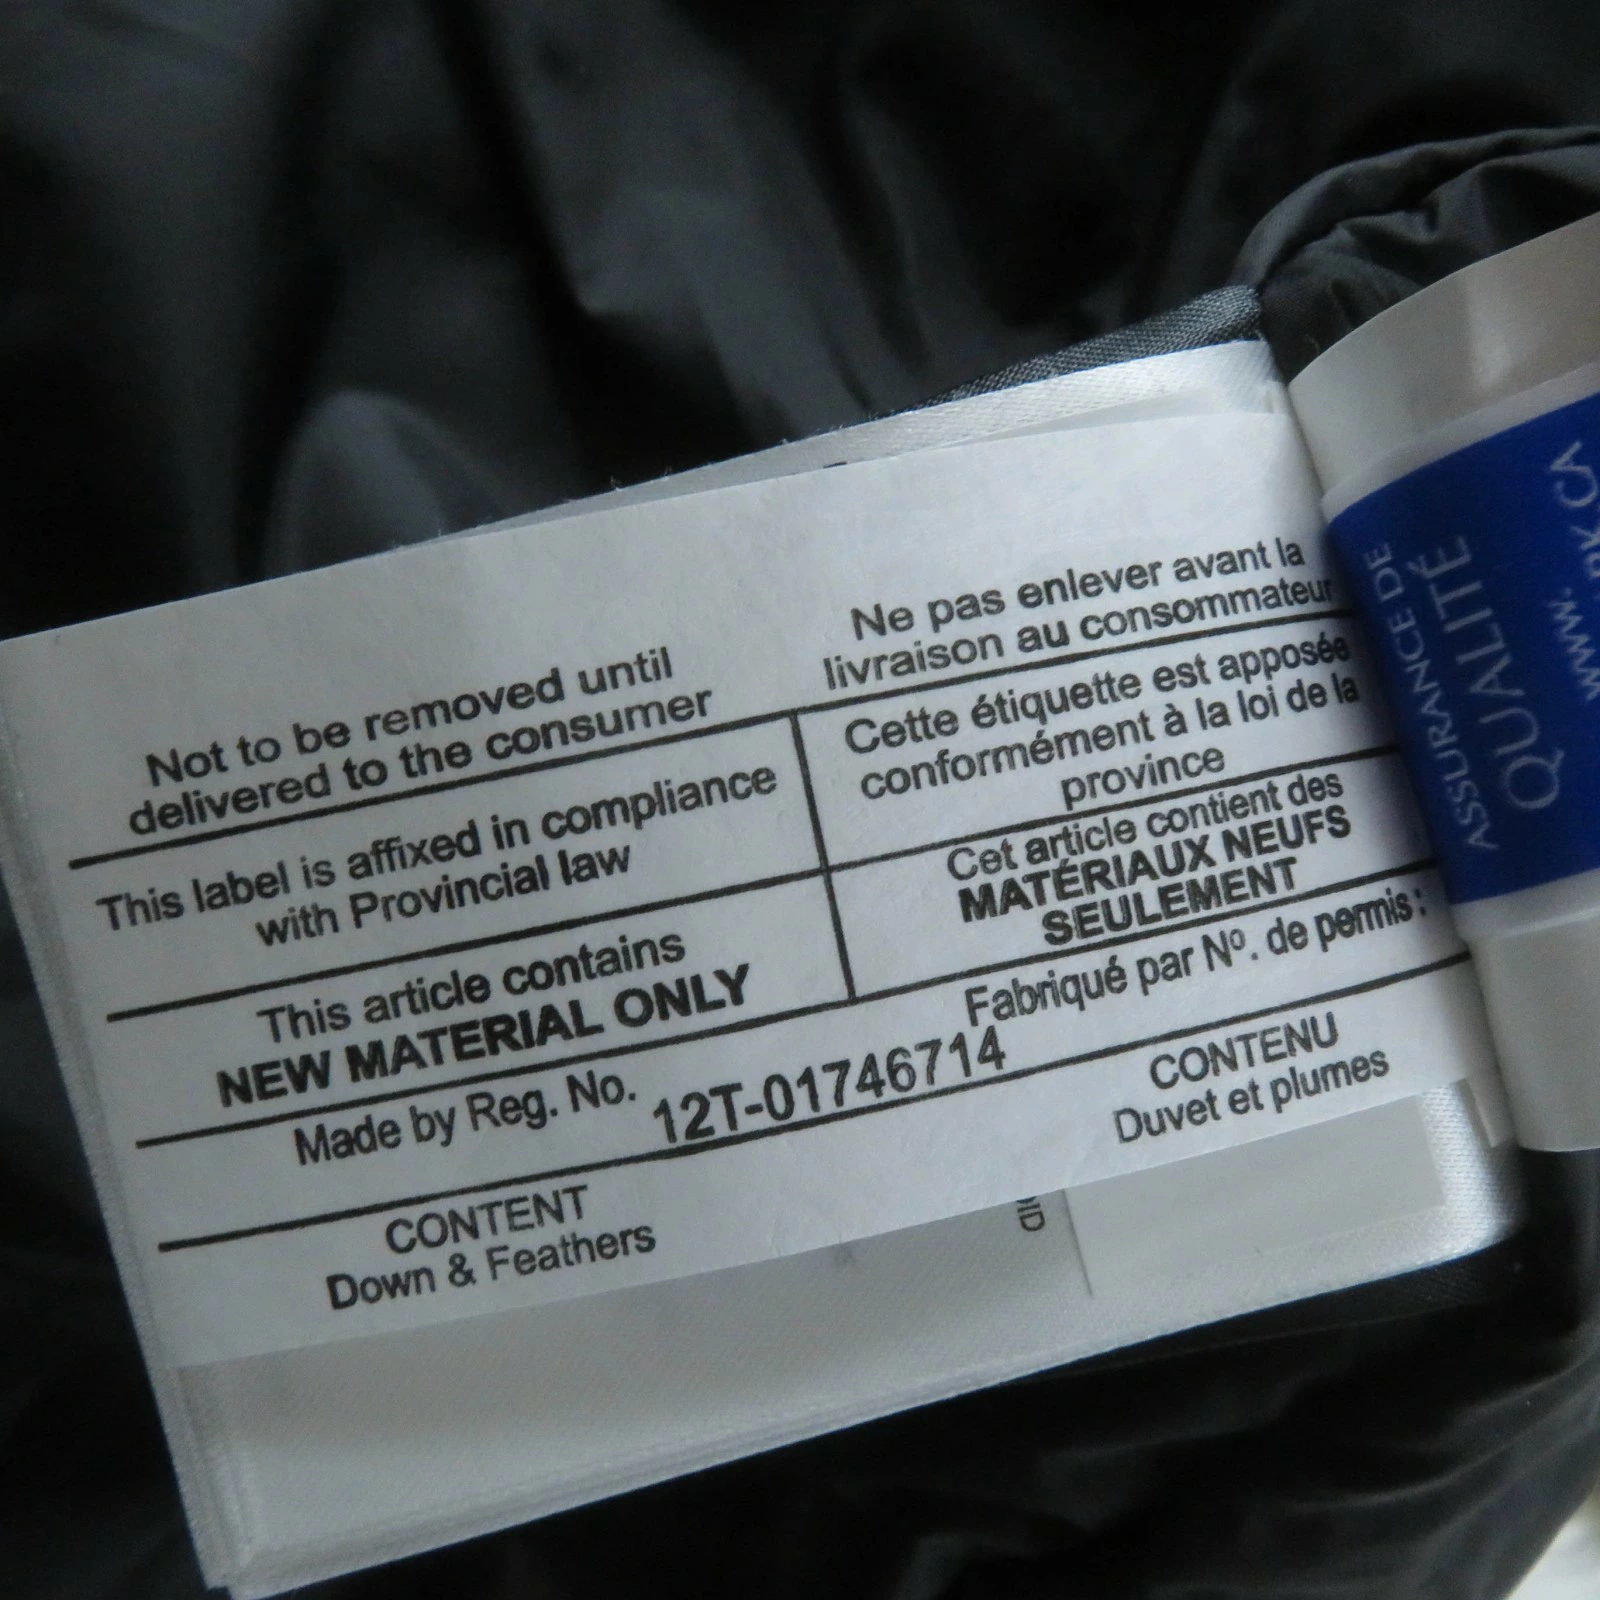 Not to be removed until
delivered to the consumer
Ne pas enlever avant la
livraison au consommateur
This label is affixed in compliance
with Provincial law
Cette étiquette est apposée
conformément à la loi de la
province
This article contains
NEW MATERIAL ONLY
Cet article contient des
MATÉRIAUX NEUFS
SEULEMENT
Made by Reg. No.
12T-01746714
Fabriqué par Nº. de permis :
CONTENT
Down & Feathers
CONTENU
Duvet et plumes
ASSURANCE DE
QUALITÉ
www.
CA